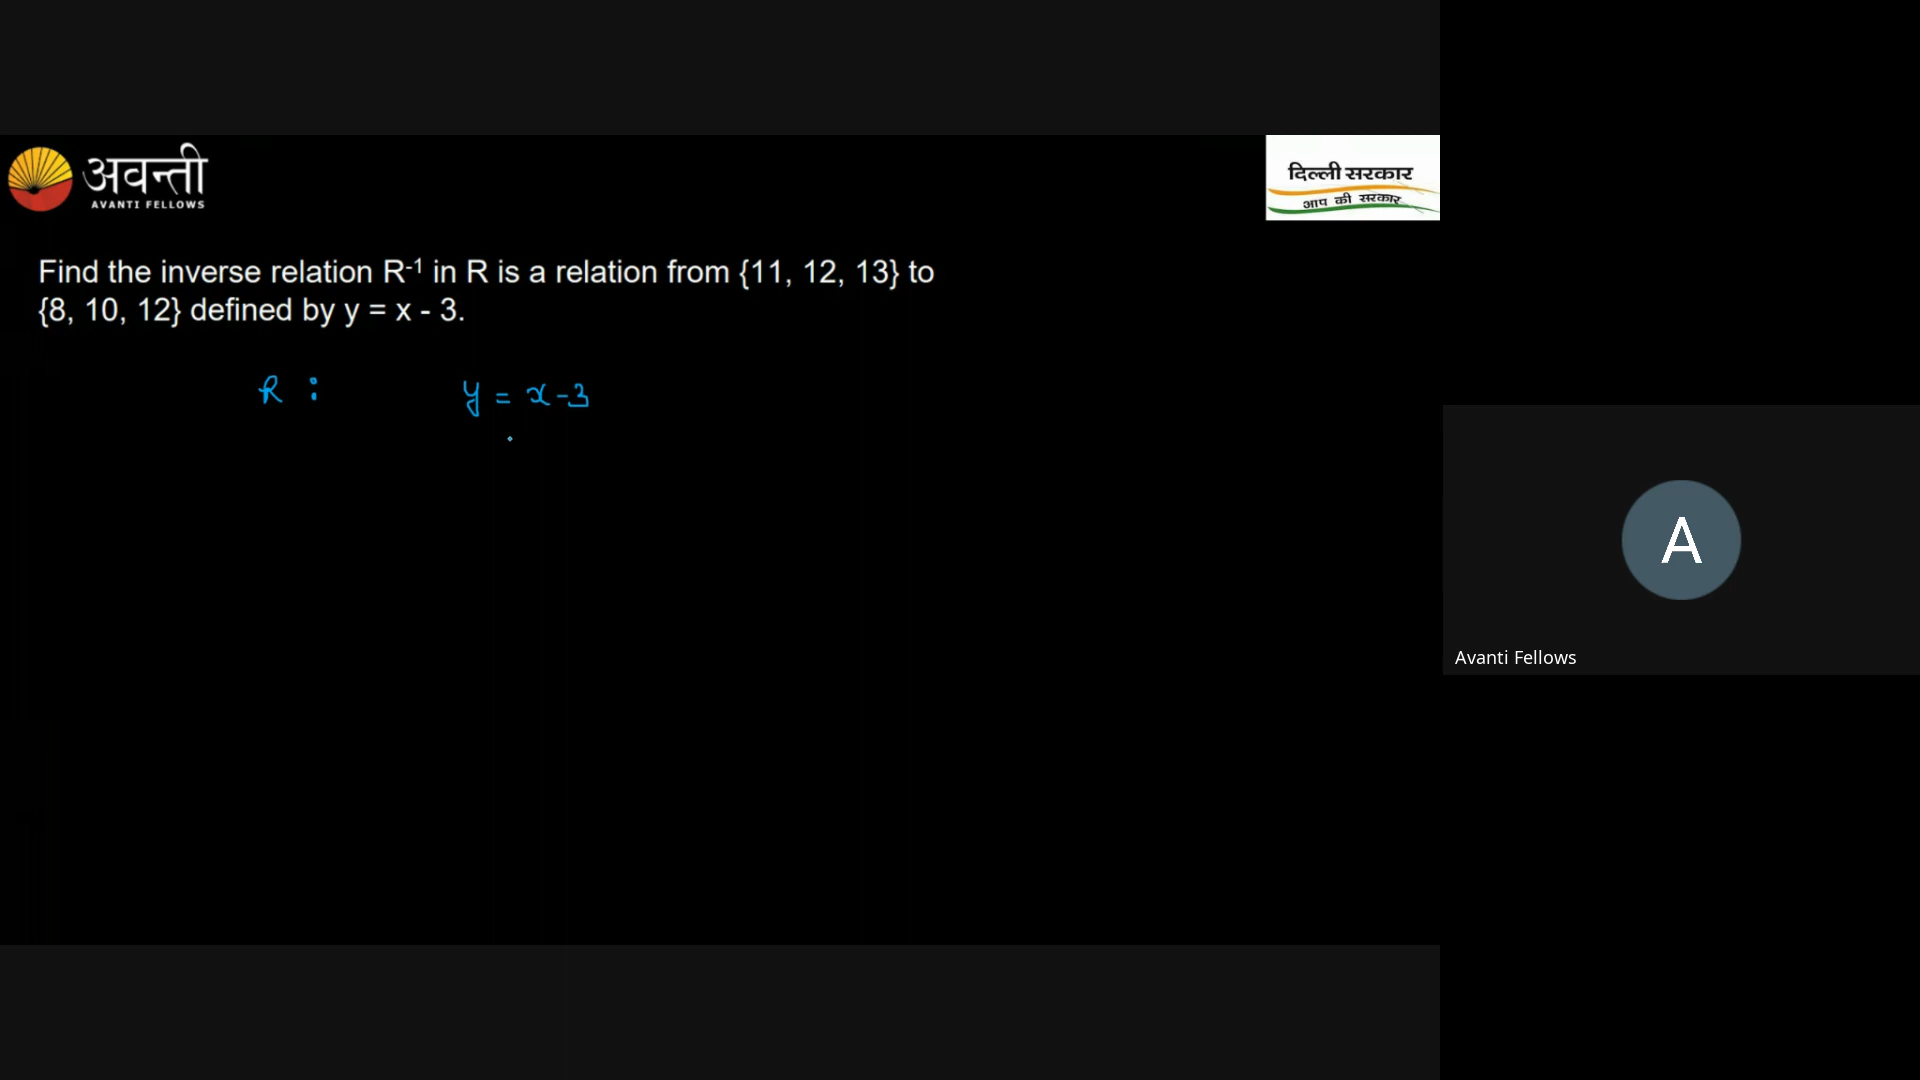 अवन्ती
AVANTI FELLOWS
दिल्ली सरकार
आप की सरकार
Find the inverse relation R⁻¹ in R is a relation from {11, 12, 13} to
{8, 10, 12} defined by y = x - 3.
R : y = x-3
A
Avanti Fellows